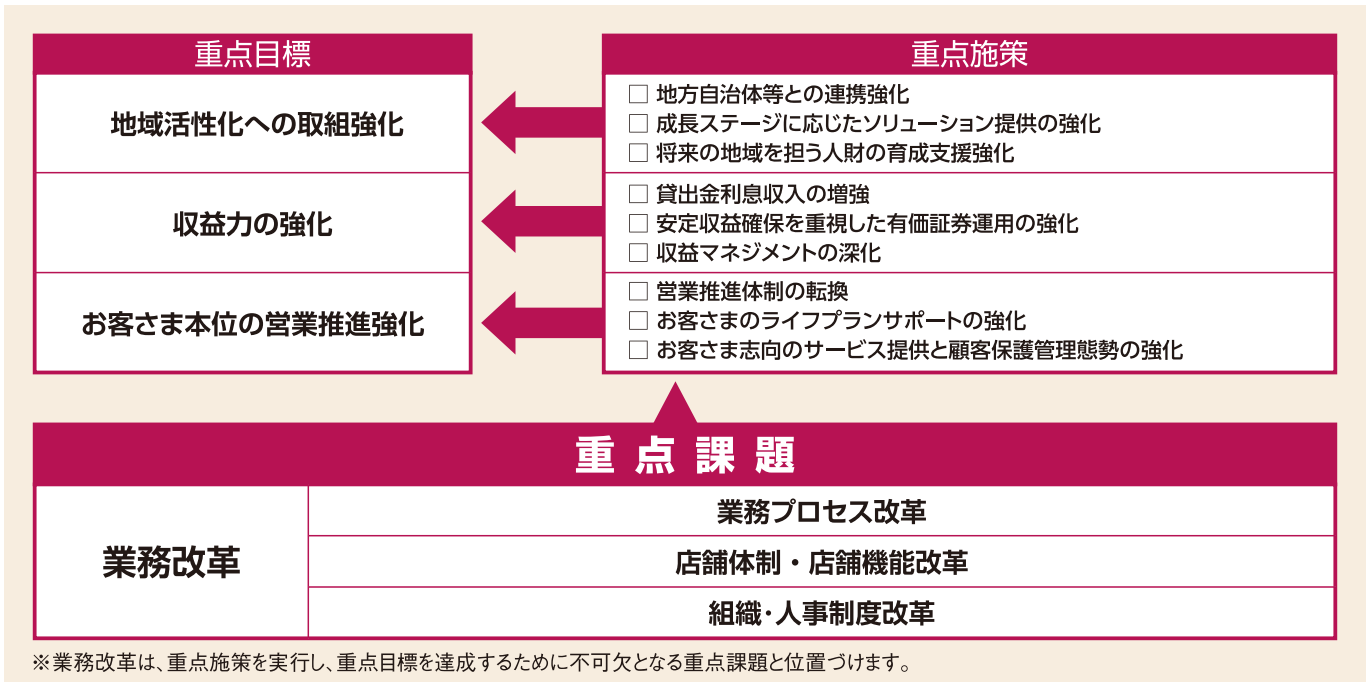 重点目標
地域活性化への取組強化
収益力の強化
お客さま本位の営業推進強化
重点施策
□ 地方自治体等との連携強化
□ 成長ステージに応じたソリューション提供の強化
□ 将来の地域を担う人財の育成支援強化
□ 貸出金利息収入の増強
□ 安定収益確保を重視した有価証券運用の強化
□ 収益マネジメントの深化
□ 営業推進体制の転換
□ お客さまのライフプランサポートの強化
□ お客さま志向のサービス提供と顧客保護管理態勢の強化
重点課題
業務改革
業務プロセス改革
店舗体制・店舗機能改革
組織・人事制度改革
※業務改革は、重点施策を実行し、重点目標を達成するために不可欠となる重点課題と位置づけます。